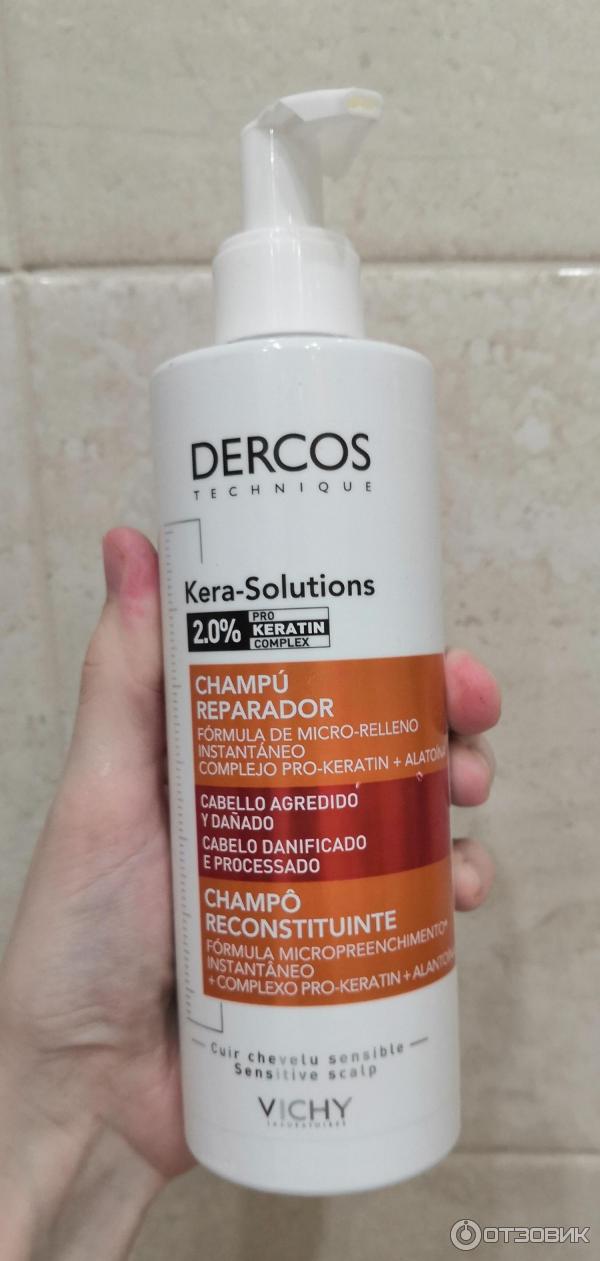 DERCOS
TECHNIQUE
Kera-Solutions
2.0% PRO
KERATIN
COMPLEX
CHAMPÚ
REPARADOR
FÓRMULA DE MICRO-RELLENO
INSTANTÁNEO
COMPLEJO PRO-KERATIN + ALATOÍNA
CABELLO AGREDIDO
Y DAÑADO
CABELO DANIFICADO
E PROCESSADO
CHAMPÔ
RECONSTITUINTE
FÓRMULA MICROPREENCHIMENTO*
INSTANTÂNEO
+ COMPLEXO PRO-KERATIN + ALANTOÍNA
Cuir chevelu sensible
Sensitive scalp
VICHY
LABORATOIRES
ОТЗОВИК